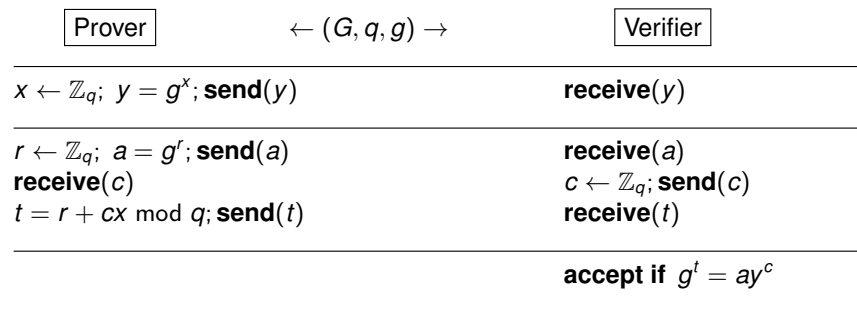 Prover ← (G, q, g) → Verifier
x ← ℤ_q; y = g^x; send(y) receive(y)
r ← ℤ_q; a = g^r; send(a) receive(a)
receive(c) c ← ℤ_q; send(c)
t = r + cx mod q; send(t) receive(t)
accept if g^t = ay^c